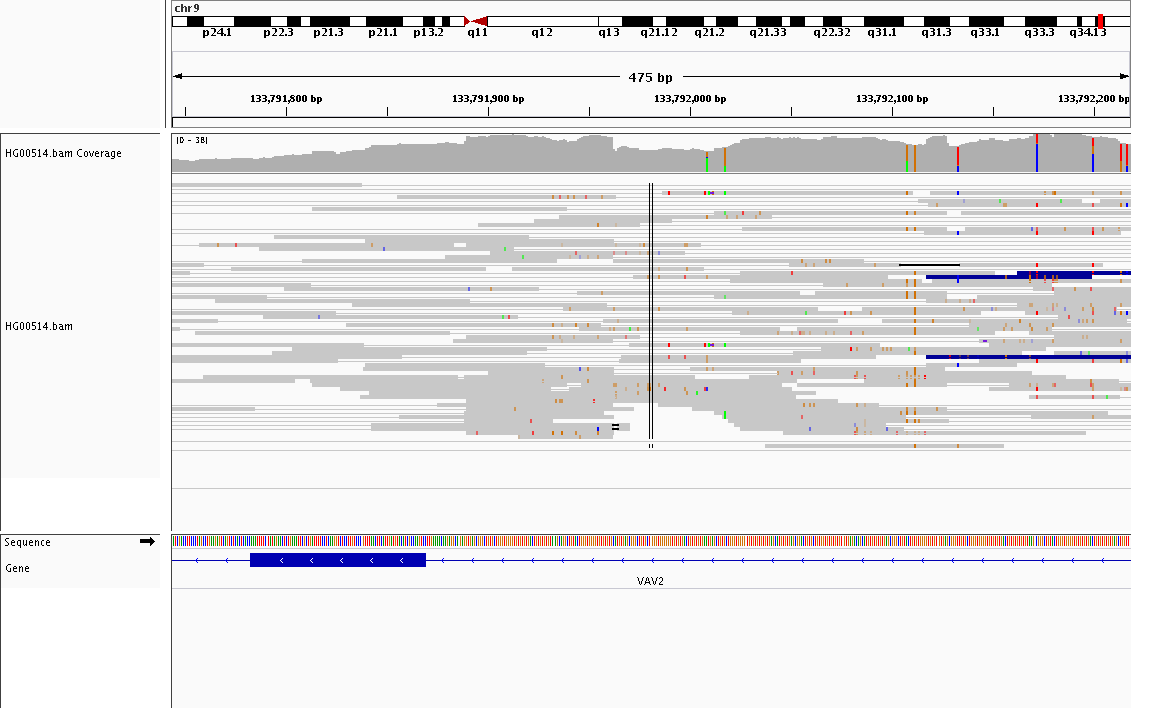 chr9
p24.1 p22.3 p21.3 p21.1 p13.2 q11 q12 q13 q21.12 q21.2 q21.33 q22.32 q31.1 q31.3 q33.1 q33.3 q34.13
475 bp
133,791,800 bp 133,791,900 bp 133,792,000 bp 133,792,100 bp 133,792,200 bp
HG00514.bam Coverage
[0 - 38]
HG00514.bam
Sequence
Gene
VAV2